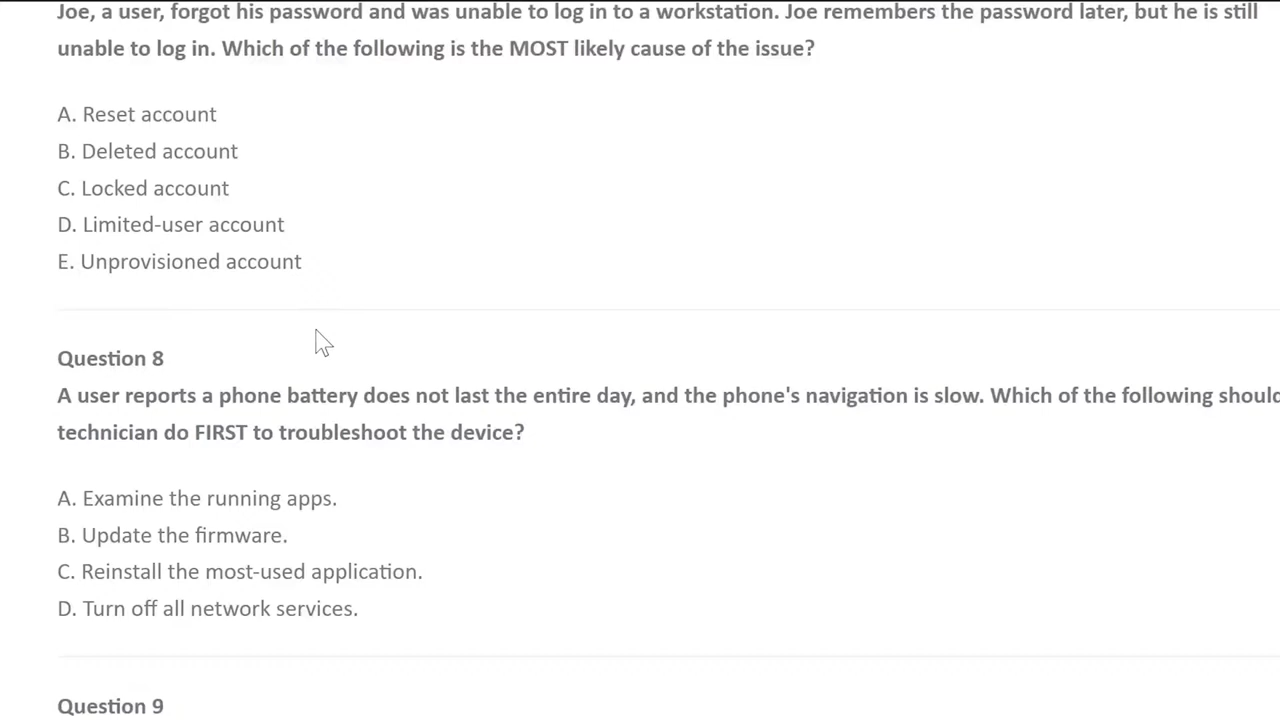 Joe, a user, forgot his password and was unable to log in to a workstation. Joe remembers the password later, but he is still
unable to log in. Which of the following is the MOST likely cause of the issue?
A. Reset account
B. Deleted account
C. Locked account
D. Limited-user account
E. Unprovisioned account
Question 8
A user reports a phone battery does not last the entire day, and the phone's navigation is slow. Which of the following should
technician do FIRST to troubleshoot the device?
A. Examine the running apps.
B. Update the firmware.
C. Reinstall the most-used application.
D. Turn off all network services.
Question 9